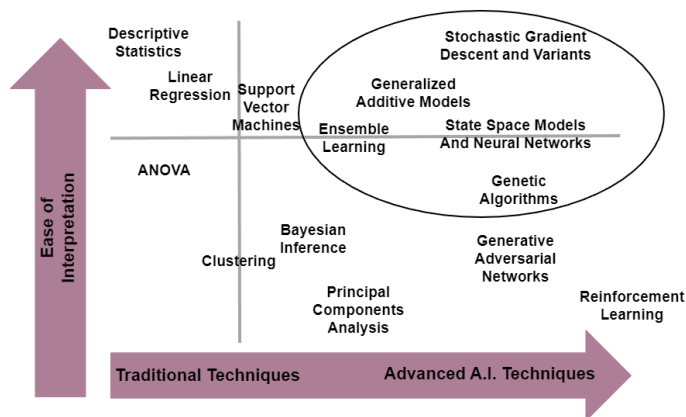 Descriptive
Statistics
Stochastic Gradient
Descent and Variants
Linear
Regression
Support
Vector
Machines
Generalized
Additive Models
Ensemble
Learning
State Space Models
And Neural Networks
ANOVA
Genetic
Algorithms
Bayesian
Inference
Clustering
Generative
Adversarial
Networks
Principal
Components
Analysis
Reinforcement
Learning
Ease of
Interpretation
Traditional Techniques
Advanced A.I. Techniques